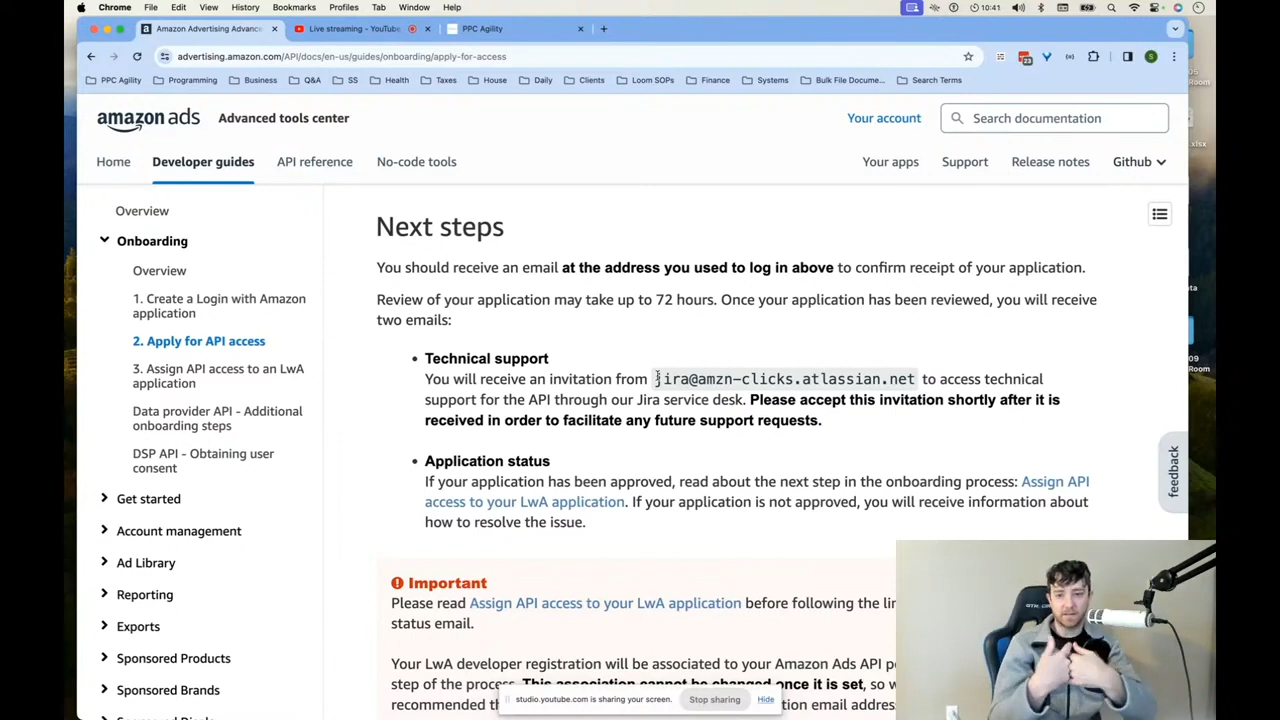 Chrome File Edit View History Bookmarks Profiles Tab Window Help 10:41
Amazon Advertising Advanc
Live streaming - YouTube
PPC Agility
advertising.amazon.com/API/docs/en-us/guides/onboarding/apply-for-access
23
S
PPC Agility Programming Business Q&A SS Health Taxes House Daily Clients Loom SOPs Finance Systems Bulk File Docume... Search Terms
05
Room
.xlsx
amazon ads Advanced tools center
Your account
Search documentation
Home Developer guides API reference No-code tools
Your apps Support Release notes Github
Overview
Onboarding
Overview
1. Create a Login with Amazon
application
2. Apply for API access
3. Assign API access to an LwA
application
Data provider API - Additional
onboarding steps
DSP API - Obtaining user
consent
Get started
Account management
Ad Library
Reporting
Exports
Sponsored Products
Sponsored Brands
Next steps
You should receive an email at the address you used to log in above to confirm receipt of your application.
Review of your application may take up to 72 hours. Once your application has been reviewed, you will receive
two emails:
• Technical support
You will receive an invitation from jira@amzn-clicks.atlassian.net to access technical
support for the API through our Jira service desk. Please accept this invitation shortly after it is
received in order to facilitate any future support requests.
• Application status
If your application has been approved, read about the next step in the onboarding process: Assign API
access to your LwA application. If your application is not approved, you will receive information about
how to resolve the issue.
Important
Please read Assign API access to your LwA application before following the lin
status email.
Your LwA developer registration will be associated to your Amazon Ads API pe
step of the process. This association cannot be changed once it is set, so w
recommended th
ion email addres
feedback
ata
09
Room
studio.youtube.com is sharing your screen.
Stop sharing
Hide